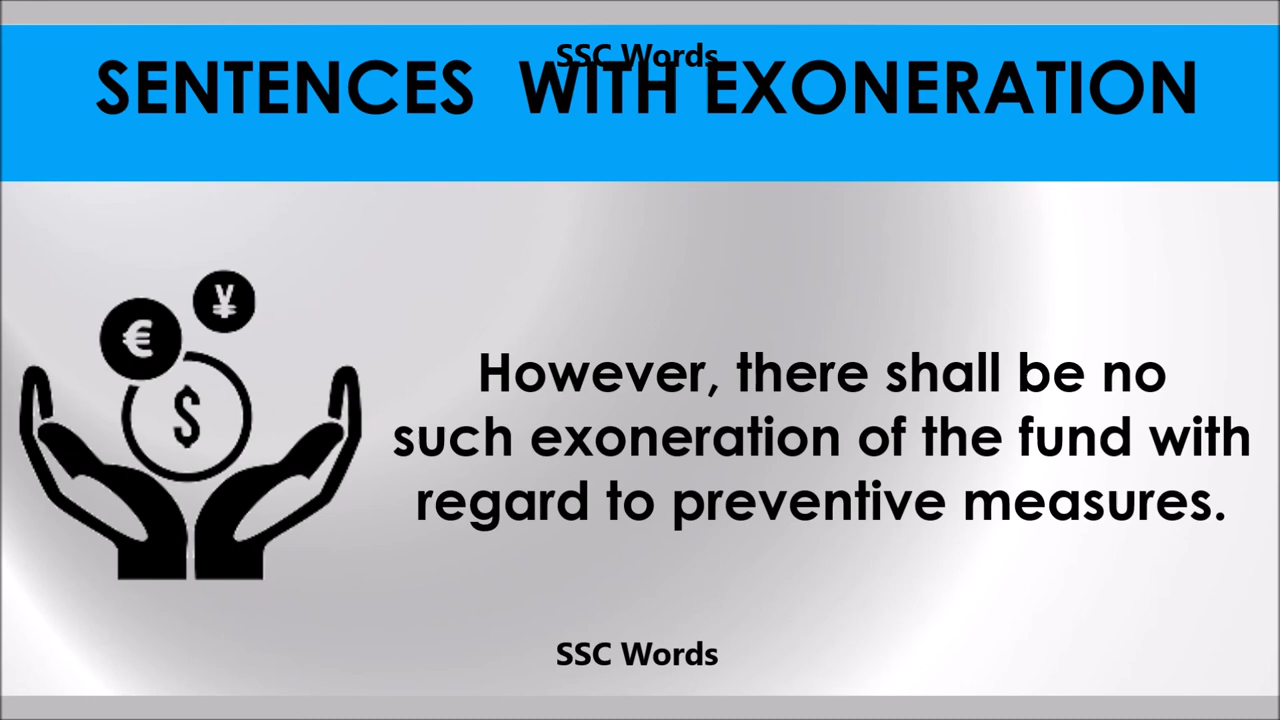 SSC Words
SENTENCES WITH EXONERATION
€
¥
$
However, there shall be no
such exoneration of the fund with
regard to preventive measures.
SSC Words